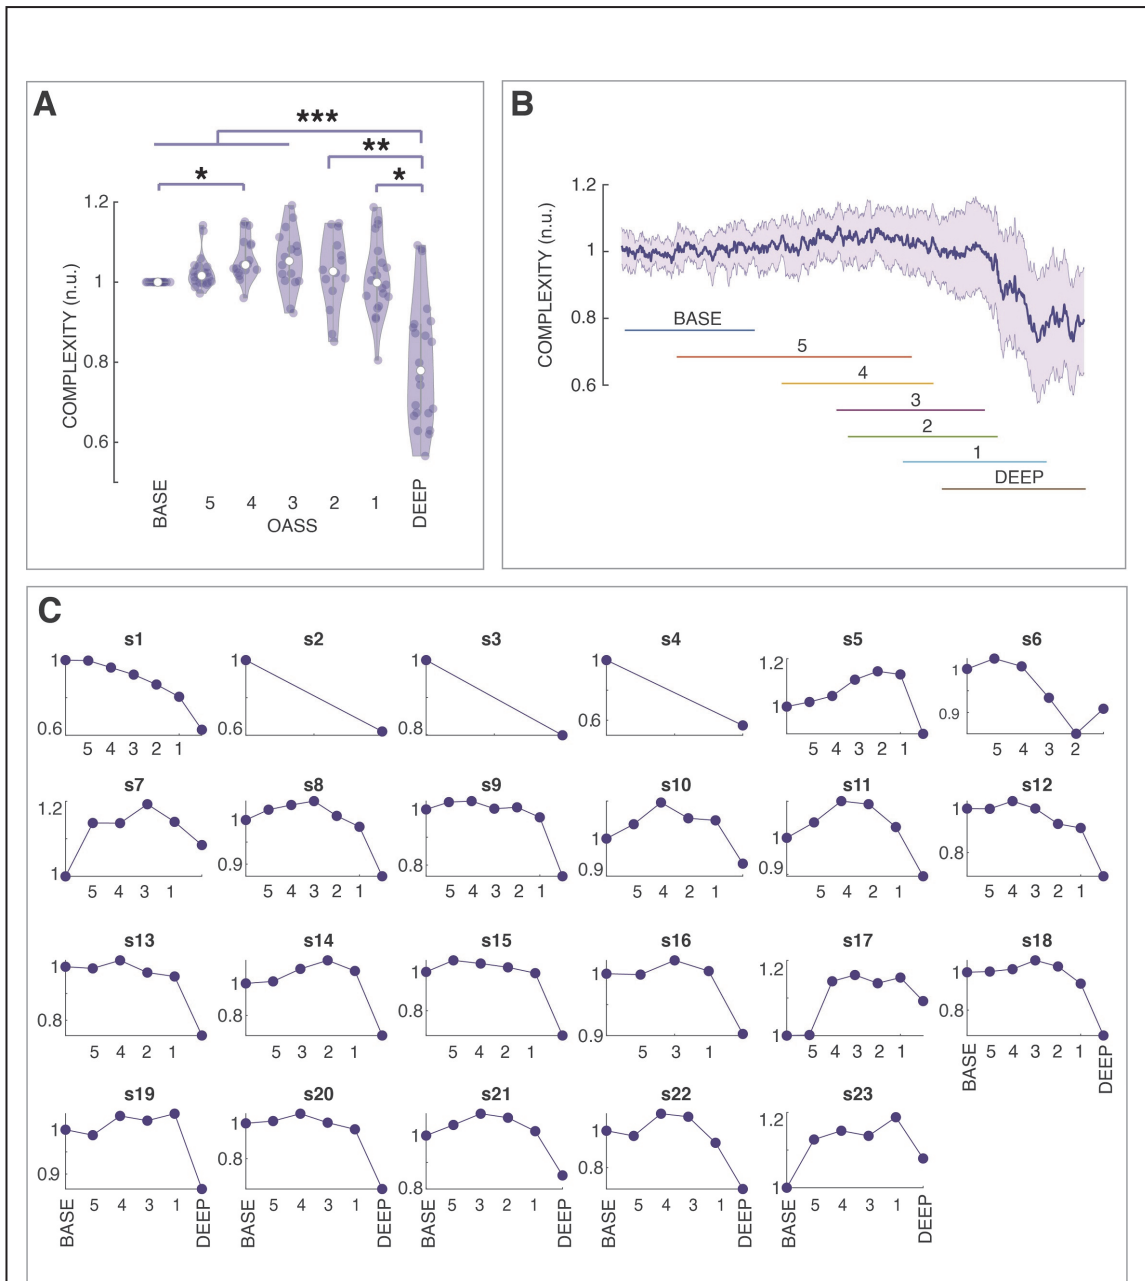 A
***
**
*
*
1.2
1
0.8
0.6
COMPLEXITY (n.u.)
BASE
5
4
3
2
1
DEEP
OASS
B
1.2
1
0.8
0.6
COMPLEXITY (n.u.)
BASE
5
4
3
2
1
DEEP
C
s1
1
0.6
5 4 3 2 1
s2
1
0.6
s3
1
0.8
s4
1
0.6
s5
1.2
1
5 4 3 2 1
s6
1
0.9
5 4 3 2
s7
1.2
1
5 4 3 1
s8
1
0.9
5 4 3 2 1
s9
1
0.8
5 4 3 2 1
s10
1
0.9
5 4 2 1
s11
1
0.9
5 4 2 1
s12
1
0.8
5 4 3 2 1
s13
1
0.8
5 4 2 1
s14
1
0.8
5 3 2 1
s15
1
0.8
5 4 2 1
s16
1
0.9
5 3 1
s17
1.2
1
5 4 3 2 1
s18
1
0.8
BASE 5 4 3 2 1 DEEP
s19
1
0.9
BASE 5 4 3 1 DEEP
s20
1
0.8
5 4 3 1
s21
1
0.8
BASE 5 3 2 1 DEEP
s22
1
0.8
BASE 5 4 3 1 DEEP
s23
1.2
1
BASE 5 4 3 1 DEEP